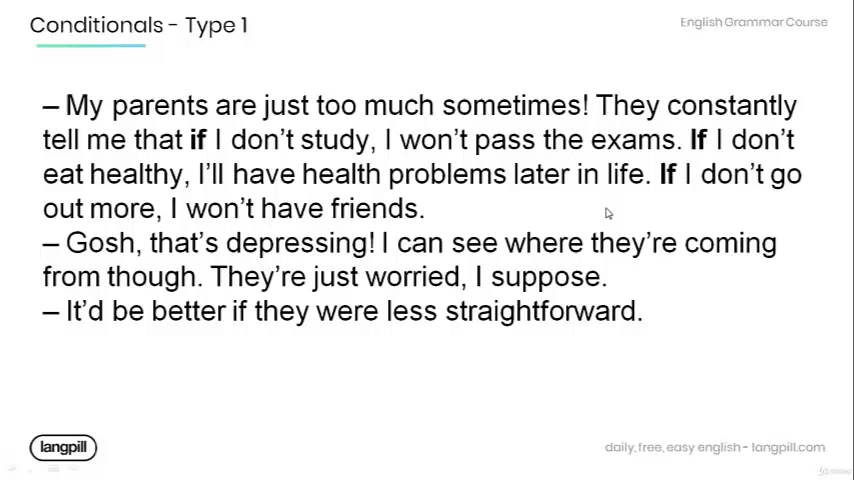 Conditionals - Type 1
English Grammar Course
– My parents are just too much sometimes! They constantly
tell me that if I don't study, I won't pass the exams. If I don't
eat healthy, I'll have health problems later in life. If I don't go
out more, I won't have friends.
– Gosh, that's depressing! I can see where they're coming
from though. They're just worried, I suppose.
– It'd be better if they were less straightforward.
langpill
daily, free, easy english - langpill.com